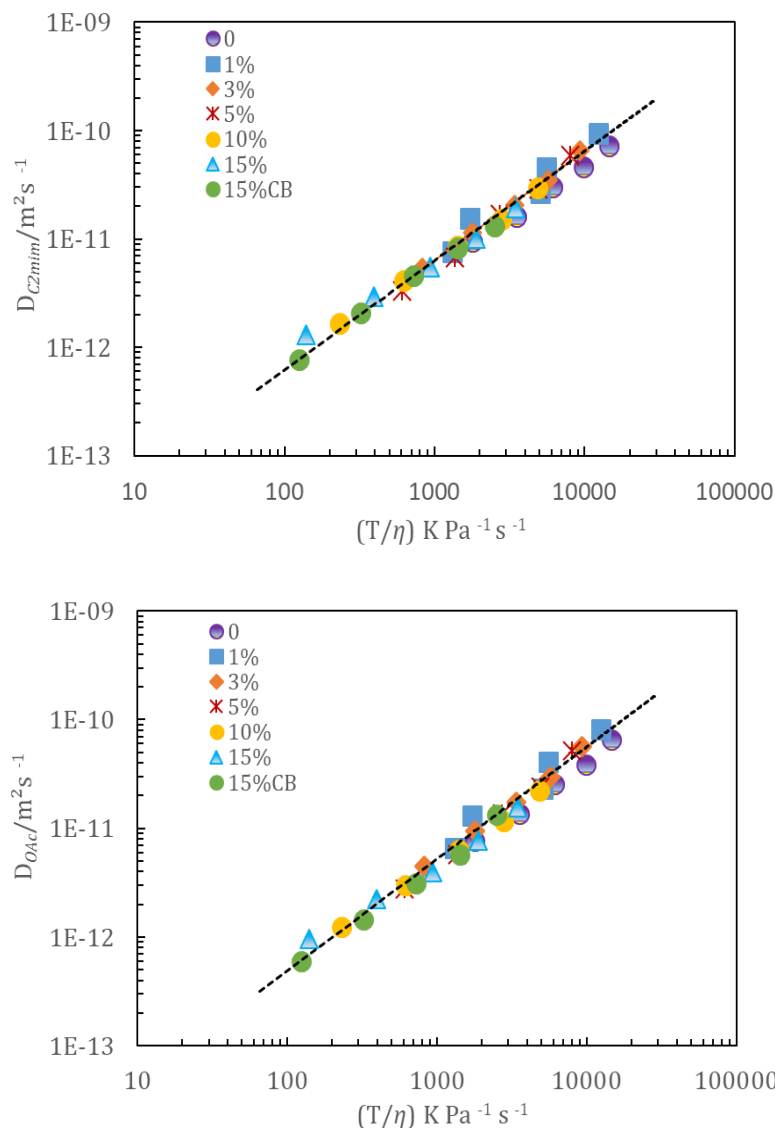 1E-09
0
1%
3%
5%
10%
15%
15%CB
1E-10
1E-11
1E-12
1E-13
D_C2mim/m²s ⁻¹
10
100
1000
10000
100000
(T/η) K Pa ⁻¹ s ⁻¹
1E-09
0
1%
3%
5%
10%
15%
15%CB
1E-10
1E-11
1E-12
1E-13
D_OAc/m²s ⁻¹
10
100
1000
10000
100000
(T/η) K Pa ⁻¹ s ⁻¹